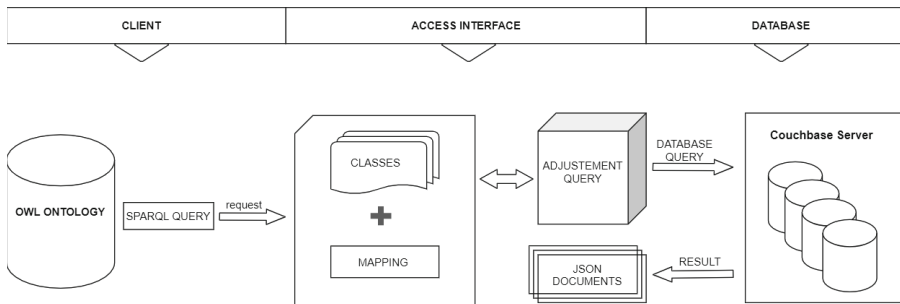 CLIENT
ACCESS INTERFACE
DATABASE
OWL ONTOLOGY
SPARQL QUERY
request
CLASSES
MAPPING
ADJUSTEMENT
QUERY
DATABASE
QUERY
Couchbase Server
RESULT
JSON
DOCUMENTS